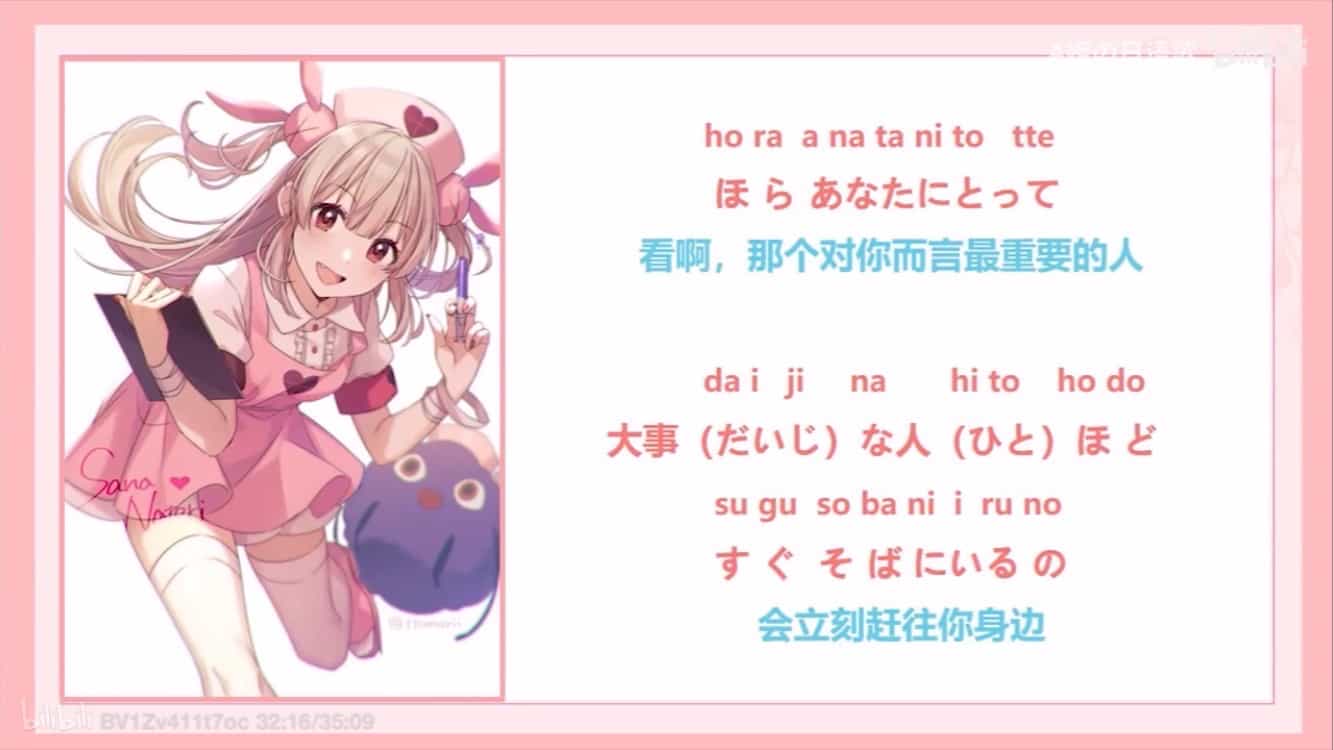 ho ra a na ta ni to tte
ほ ら あなたにとって
看啊，那个对你而言最重要的人
da i ji na hi to ho do
大事（だいじ）な人（ひと）ほ ど
su gu so ba ni i ru no
す ぐ そ ば にいる の
会立刻赶往你身边
Sana
Natori
bilibili BV1Zv411t7oc 32:16/35:09